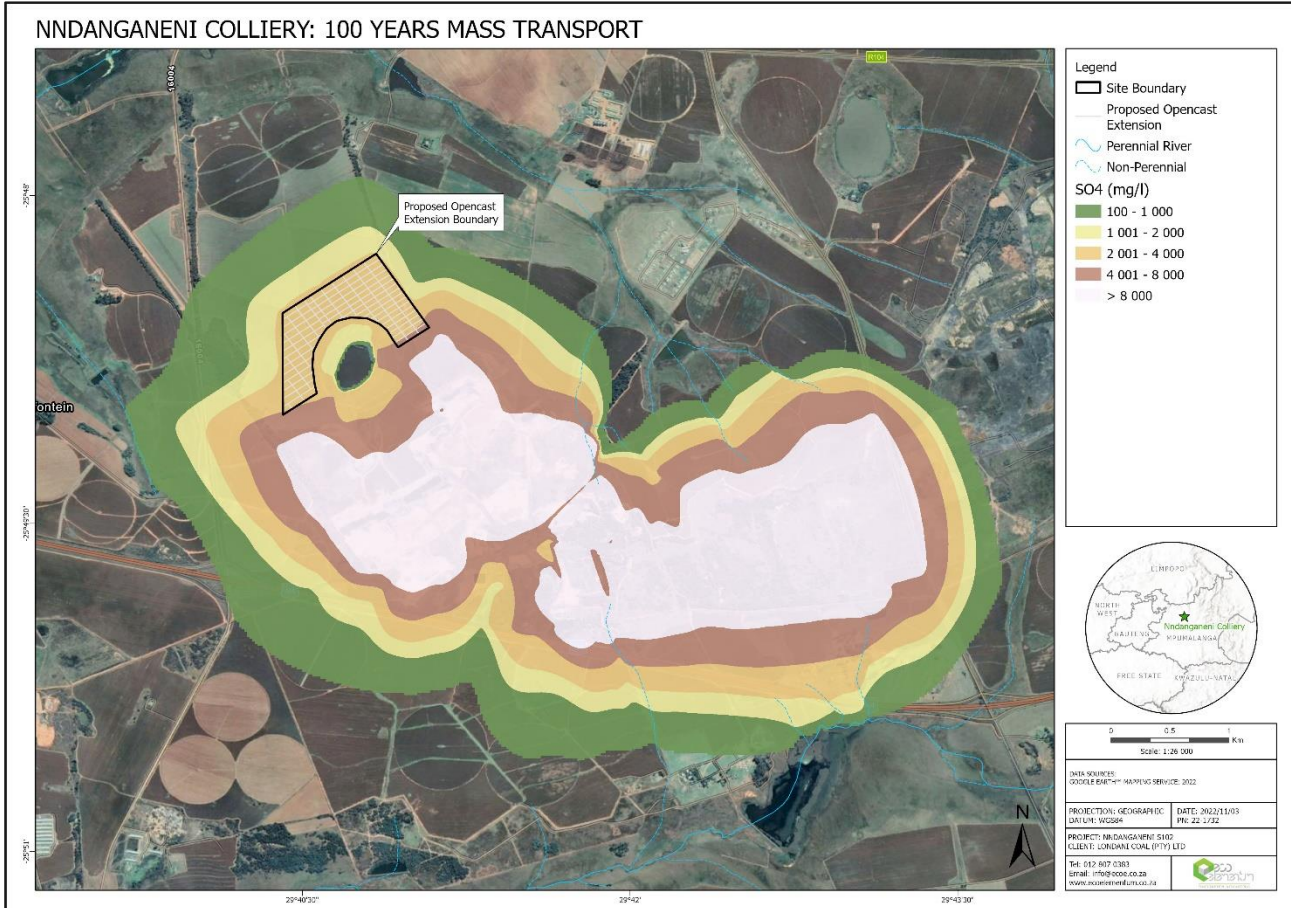 NNDANGANENI COLLIERY: 100 YEARS MASS TRANSPORT
R104
16004
Proposed Opcast
Extension Boundary
ontein
-25°48'
-25°49'30"
-25°51'
29°40'30"
29°42'
29°43'30"
N
Legend
Site Boundary
Proposed Opencast
Extension
Perennial River
Non-Perennial
SO4 (mg/l)
100 - 1 000
1 001 - 2 000
2 001 - 4 000
4 001 - 8 000
> 8 000
LIMPOPO
NORTH
WEST
GAUTENG
Nndanganeni Colliery
MPUMALANGA
FREE STATE
KWAZULU-NATAL
0 0.5 1
Km
Scale: 1:26 000
DATA SOURCES:
GOOGLE EARTH™ MAPPING SERVICE: 2022
PROJECTION: GEOGRAPHIC
DATUM: WGS84
DATE: 2022/11/03
PN: 22-1732
PROJECT: NNDANGANENI S102
CLIENT: LONDANI COAL (PTY) LTD
Tel: 012 807 0383
Email: info@ecoe.co.za
www.ecoelementum.co.za
eco
elementum